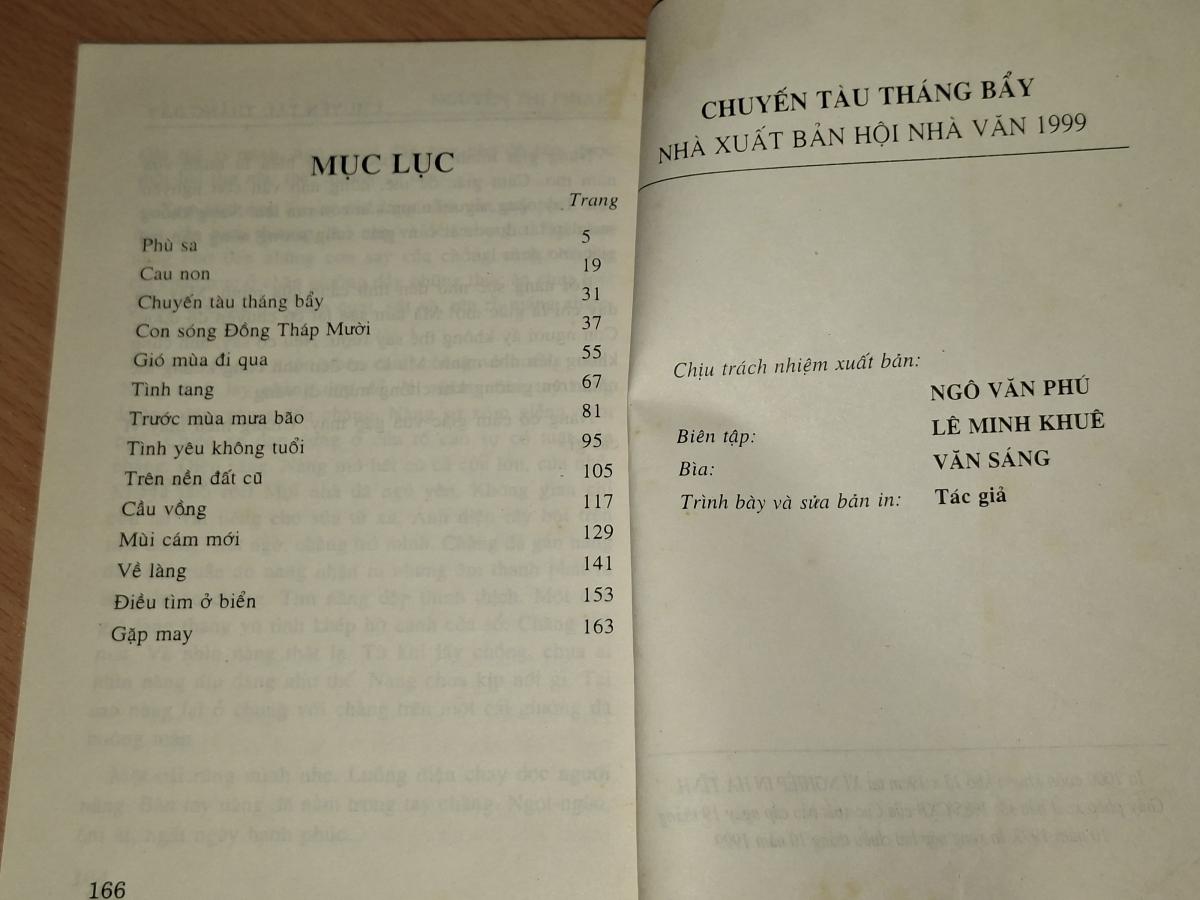 MỤC LỤC
Trang
Phù sa 5
Cau non 19
Chuyến tàu tháng bẩy 31
Con sóng Đồng Tháp Mười 37
Gió mùa đi qua 55
Tình tang 67
Trước mùa mưa bão 81
Tình yêu không tuổi 95
Trên nền đất cũ 105
Cầu vồng 117
Mùi cám mới 129
Về làng 141
Điều tìm ở biển 153
Gặp may 163
166
CHUYẾN TÀU THÁNG BẨY
NHÀ XUẤT BẢN HỘI NHÀ VĂN 1999
Chịu trách nhiệm xuất bản:
NGÔ VĂN PHÚ
Biên tập: LÊ MINH KHUÊ
Bìa: VĂN SÁNG
Trình bày và sửa bản in: Tác giả